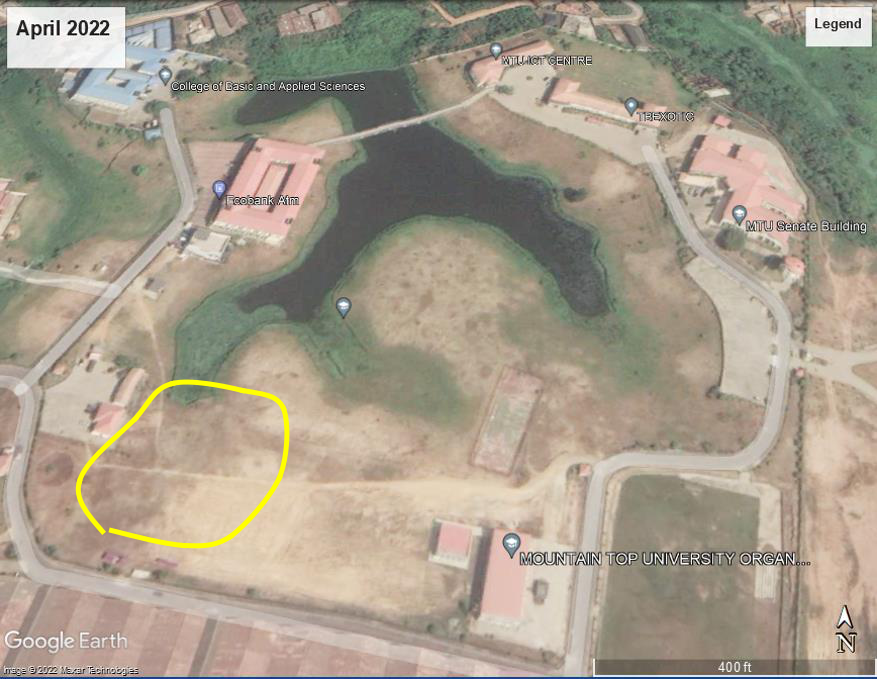 April 2022
Legend
MTU ICT CENTRE
College of Basic and Applied Sciences
TBEXOTIC
Ecobank Atm
MTU Senate Building
MOUNTAIN TOP UNIVERSITY ORGAN...
N
Google Earth
400 ft
Image © 2022 Maxar Technologies